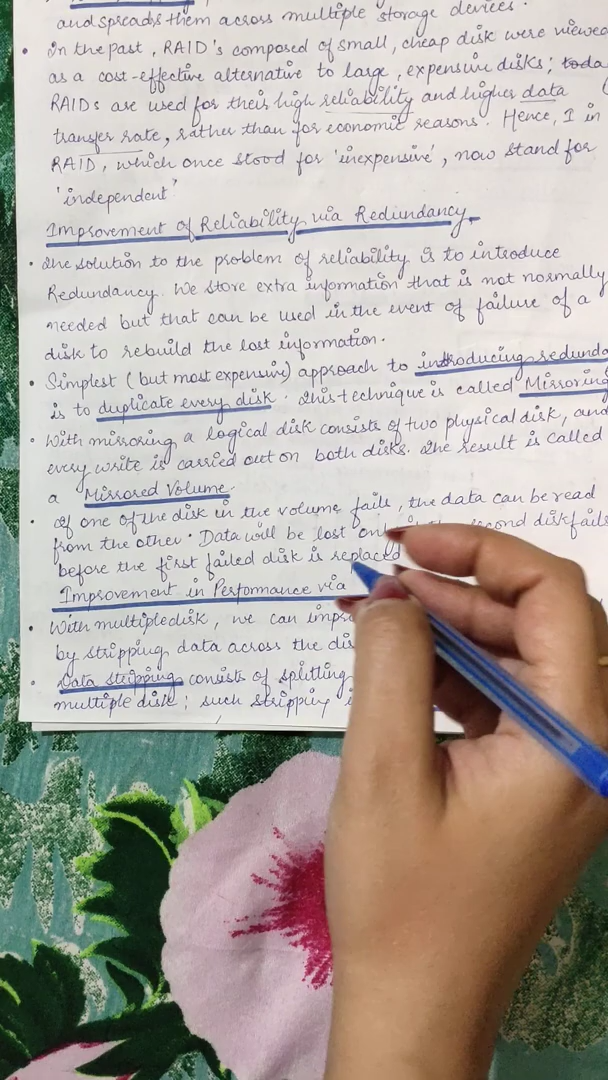 and spreads them across multiple storage devices.
• In the past, RAID's composed of small, cheap disk were viewed
as a cost-effective alternative to large, expensive disks; toda
RAIDs are used for their high reliability and higher data
transfer rate, rather than for economic reasons. Hence, I in
RAID, which once stood for 'inexpensive', now stand for
'independent'
Improvement of Reliability via Redundancy
• The solution to the problem of reliability is to introduce
Redundancy. We store extra information that is not normally
needed but that can be used in the event of failure of a
disk to rebuild the lost information.
• Simplest (but most expensive) approach to introducing redunda
is to duplicate every disk. This technique is called Mirroring
• With mirroring a logical disk consists of two physical disk, and
every write is carried out on both disks. The result is called
a Mirrored Volume.
• If one of the disk in the volume fails, the data can be read
from the other. Data will be lost second disk fails
before the first failed disk is replaced
Improvement in Performance via
• With multiple disk, we can impr
by stripping data across the dis
• Data stripping consists of splitting
multiple disk; such stripping i